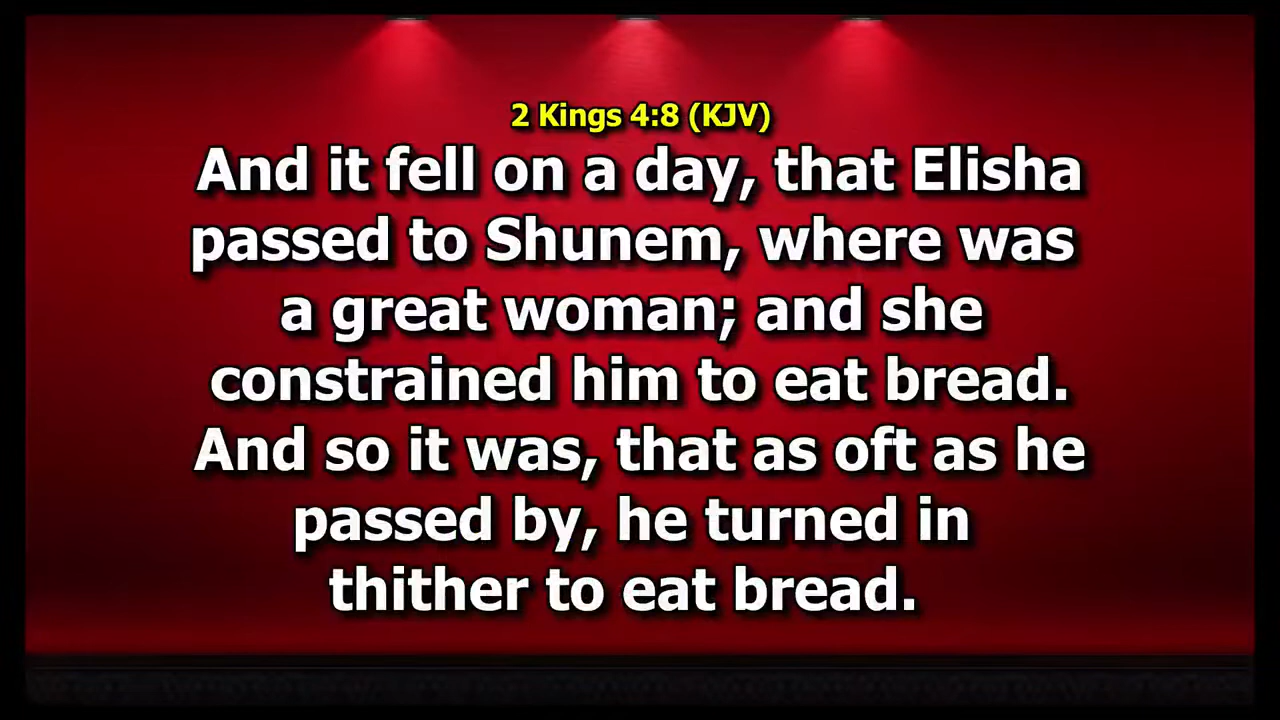 2 Kings 4:8 (KJV)
And it fell on a day, that Elisha
passed to Shunem, where was
a great woman; and she
constrained him to eat bread.
And so it was, that as oft as he
passed by, he turned in
thither to eat bread.